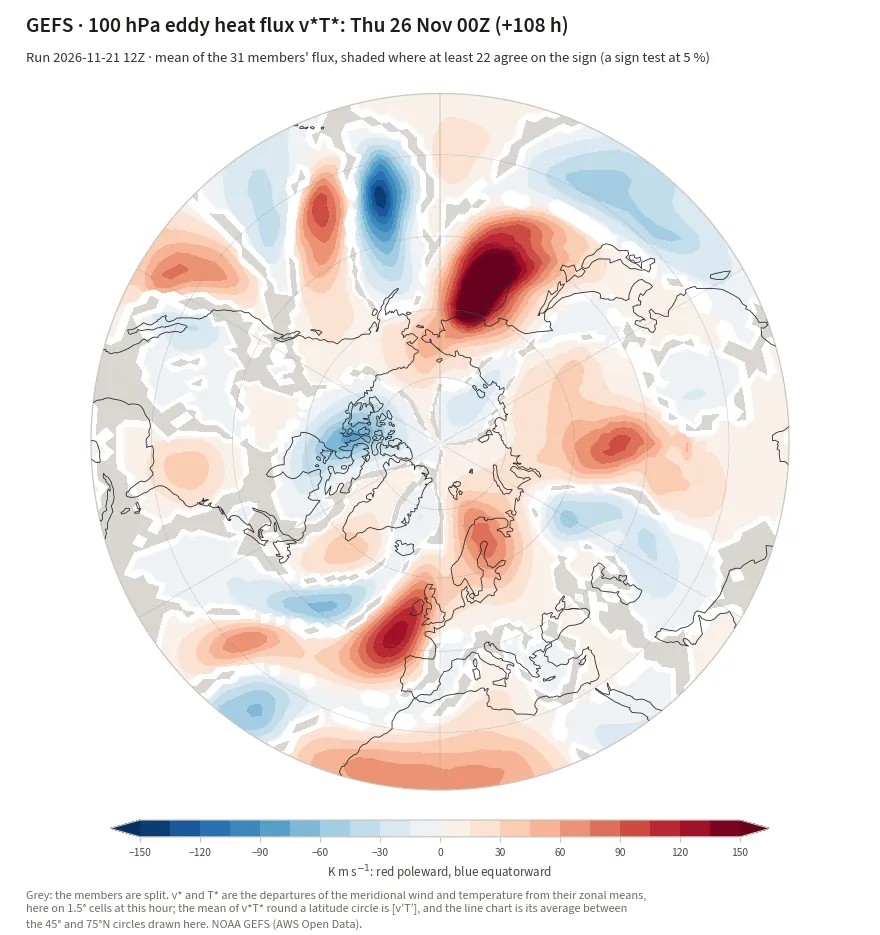 GEFS · 100 hPa eddy heat flux v*T*: Thu 26 Nov 00Z (+108 h)
Run 2026-11-21 12Z · mean of the 31 members' flux, shaded where at least 22 agree on the sign (a sign test at 5 %)
−150 −120 −90 −60 −30 0 30 60 90 120 150
K m s⁻¹: red poleward, blue equatorward
Grey: the members are split. v* and T* are the departures of the meridional wind and temperature from their zonal means,
here on 1.5° cells at this hour; the mean of v*T* round a latitude circle is [v′T′], and the line chart is its average between
the 45° and 75°N circles drawn here. NOAA GEFS (AWS Open Data).